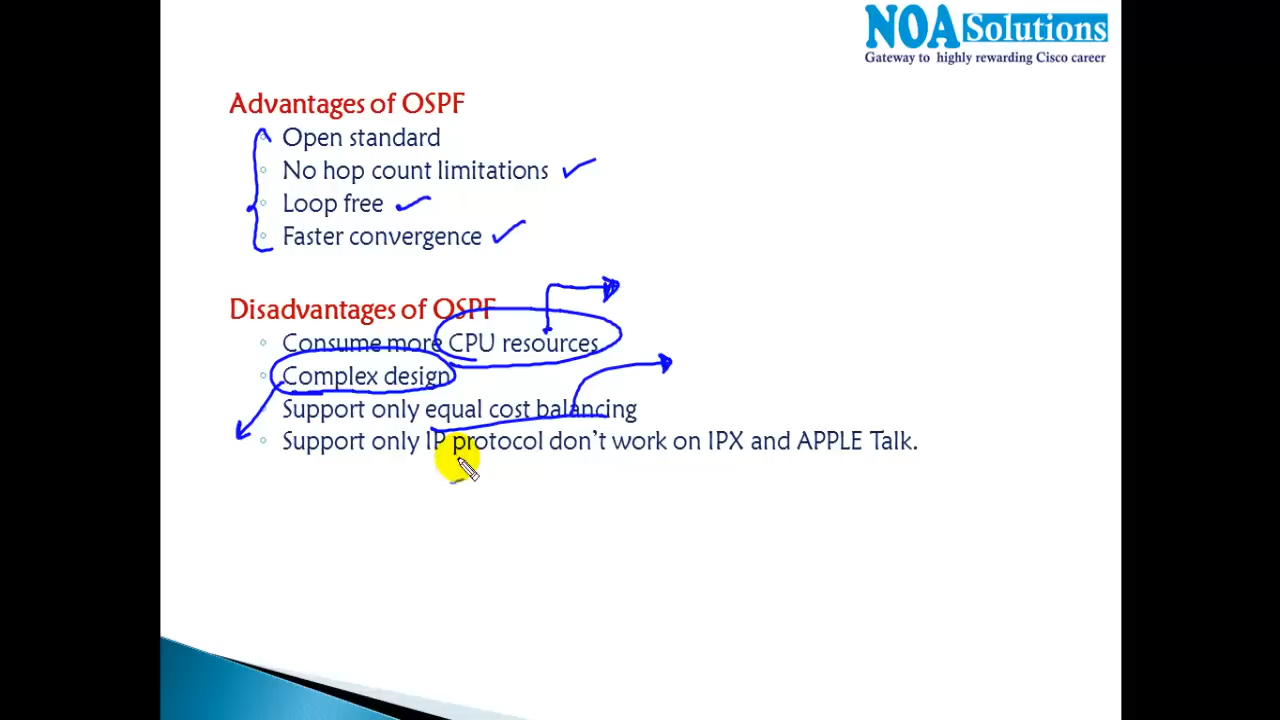 NOA Solutions
Gateway to highly rewarding Cisco career
Advantages of OSPF
Open standard
No hop count limitations
Loop free
Faster convergence
Disadvantages of OSPF
Consume more CPU resources
Complex design
Support only equal cost balancing
Support only IP protocol don't work on IPX and APPLE Talk.